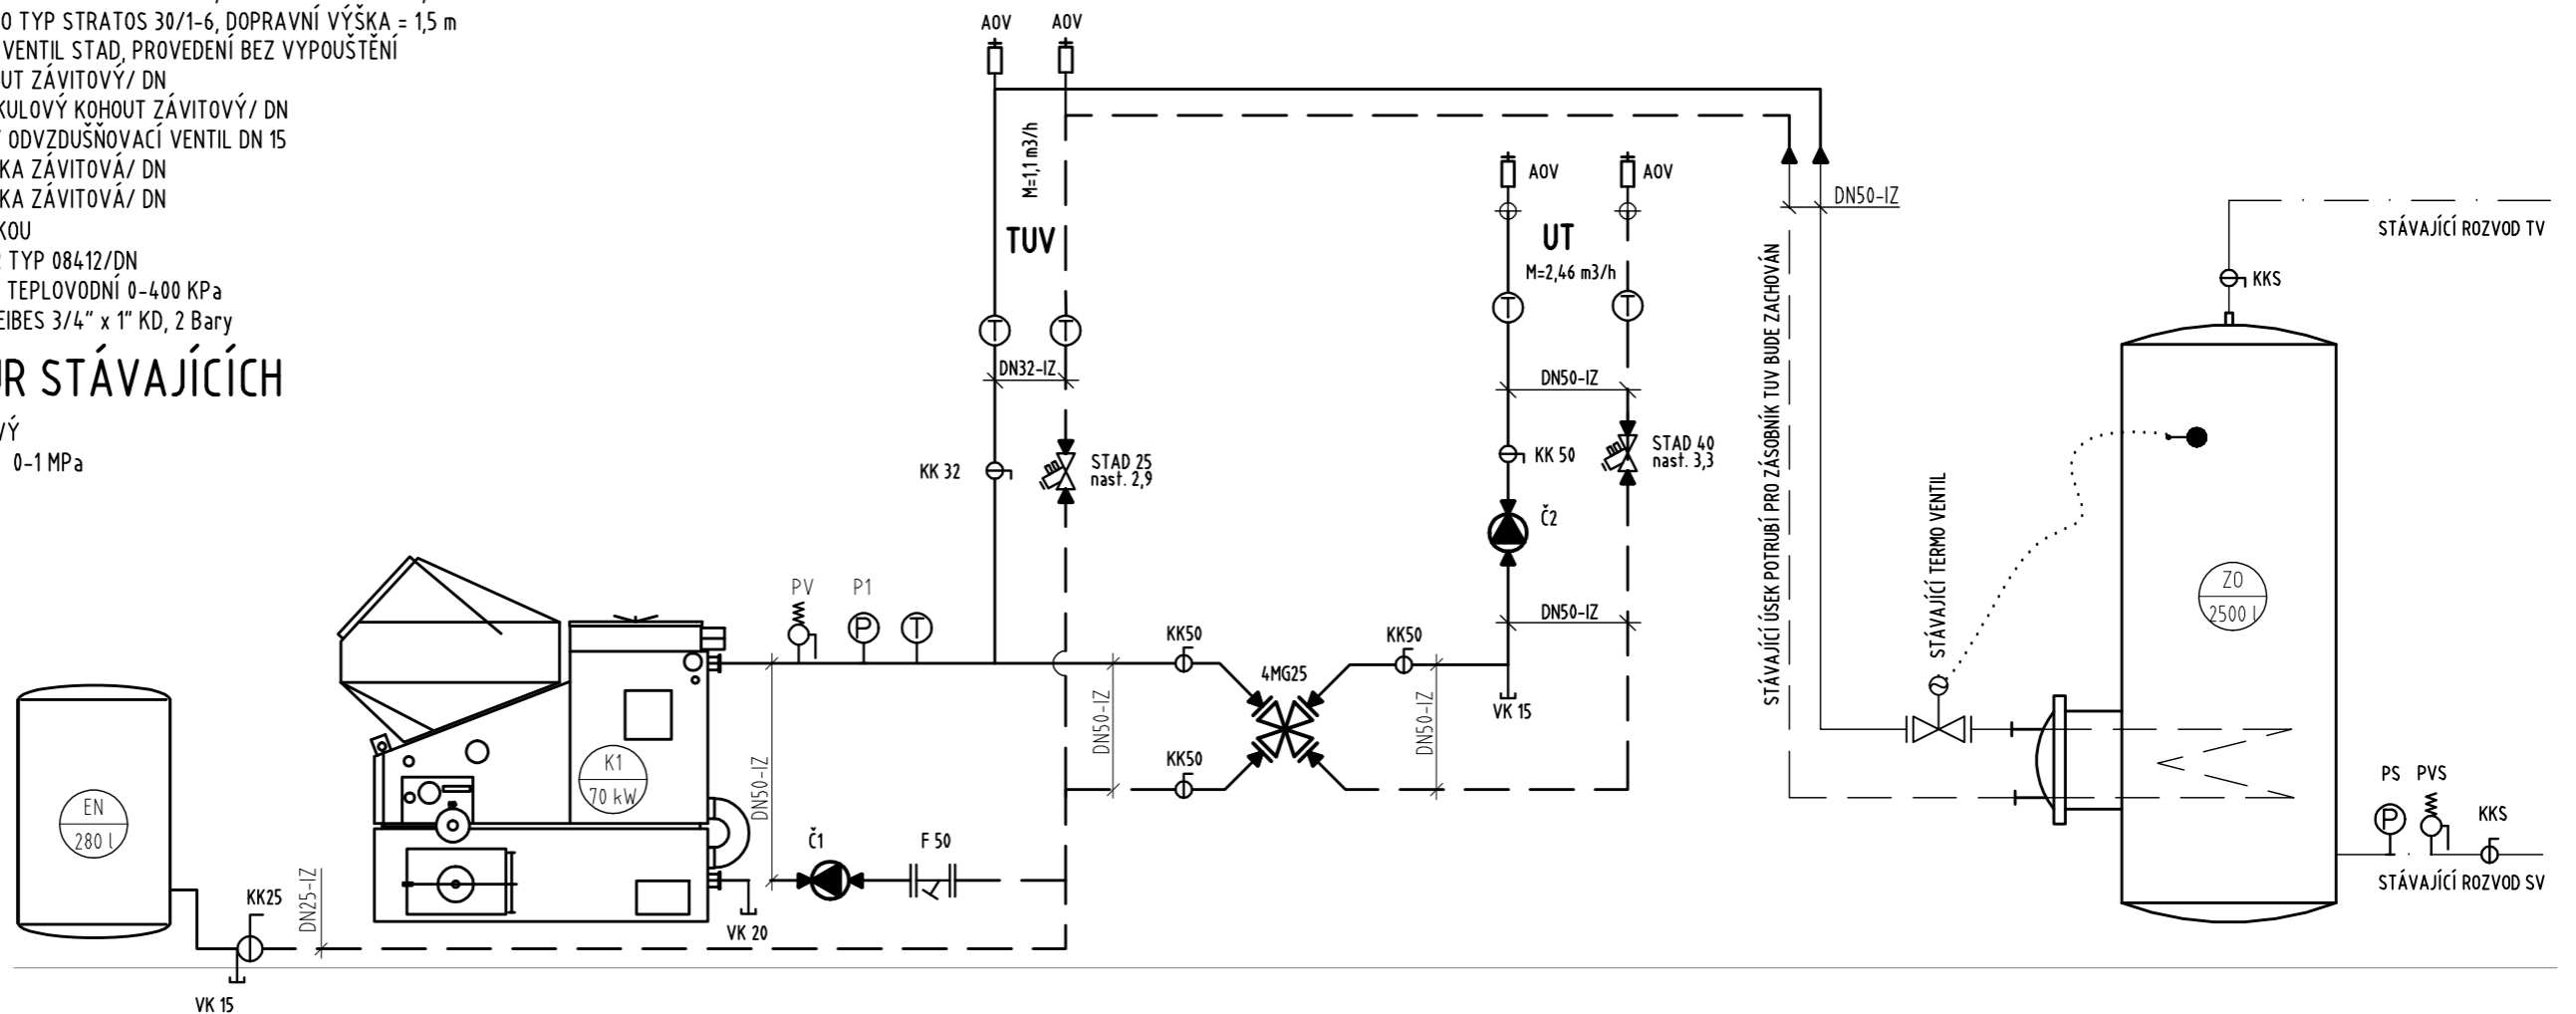 O TYP STRATOS 30/1-6, DOPRAVNÍ VÝŠKA = 1,5 m
VENTIL STAD, PROVEDENÍ BEZ VYPOUŠTĚNÍ
UT ZÁVITOVÝ/ DN
KULOVÝ KOHOUT ZÁVITOVÝ/ DN
ODVZDUŠŇOVACÍ VENTIL DN 15
KA ZÁVITOVÁ/ DN
KA ZÁVITOVÁ/ DN
KOU
TYP 08412/DN
TEPLOVODNÍ 0-400 KPa
EIBES 3/4" x 1" KD, 2 Bary
R STÁVAJÍCÍCH
VÝ
0-1 MPa
AOV
AOV
M=1,1 m3/h
TUV
T
T
DN32-IZ
KK 32
STAD 25
nast. 2,9
AOV
AOV
UT
M=2,46 m3/h
T
T
DN50-IZ
KK 50
STAD 40
nast. 3,3
Č2
DN50-IZ
DN50-IZ
STÁVAJÍCÍ ÚSEK POTRUBÍ PRO ZÁSOBNÍK TUV BUDE ZACHOVÁN
STÁVAJÍCÍ ROZVOD TV
KKS
STÁVAJÍCÍ TERMO VENTIL
ZO
2500 l
PS
P
PVS
KKS
STÁVAJÍCÍ ROZVOD SV
PV
P1
P
T
KK50
KK50
4MG25
DN50-IZ
KK50
DN50-IZ
VK 15
K1
70 kW
DN50-IZ
Č1
F 50
VK 20
EN
280 l
KK25
DN25-IZ
VK 15